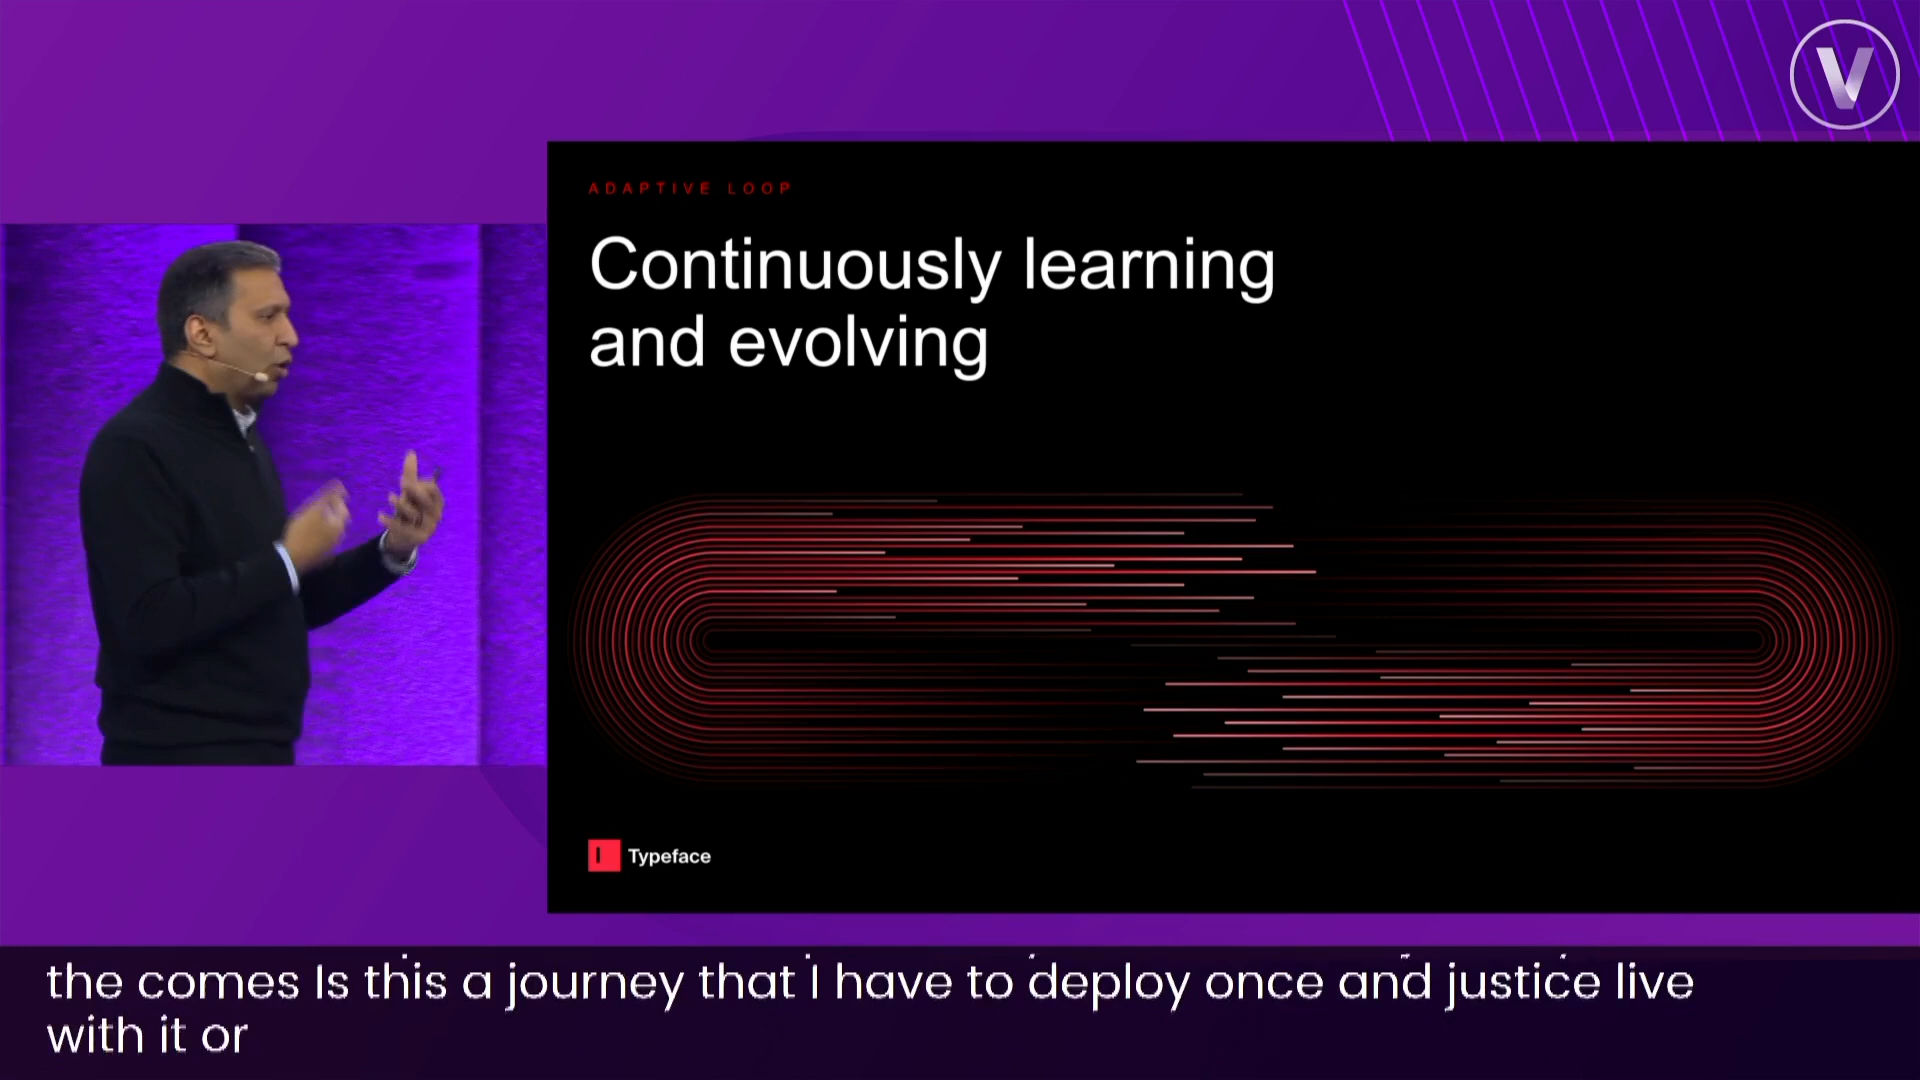 V
ADAPTIVE LOOP
Continuously learning
and evolving
Typeface
the comes Is this a journey that I have to deploy once and justice live
with it or